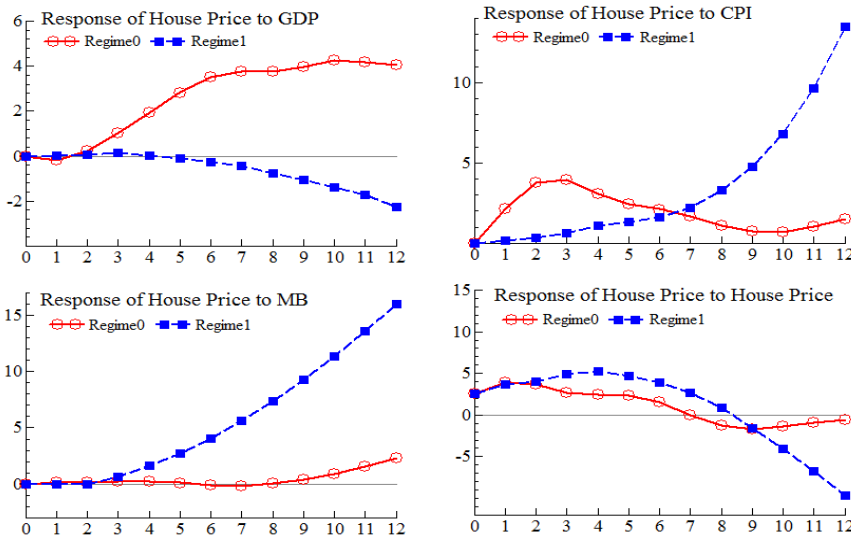 Response of House Price to GDP
Regime0 Regime1
6
4
2
0
-2
0 1 2 3 4 5 6 7 8 9 10 11 12
Response of House Price to CPI
Regime0 Regime1
10
5
0
0 1 2 3 4 5 6 7 8 9 10 11 12
Response of House Price to MB
Regime0 Regime1
15
10
5
0
0 1 2 3 4 5 6 7 8 9 10 11 12
Response of House Price to House Price
Regime0 Regime1
15
10
5
0
-5
0 1 2 3 4 5 6 7 8 9 10 11 12